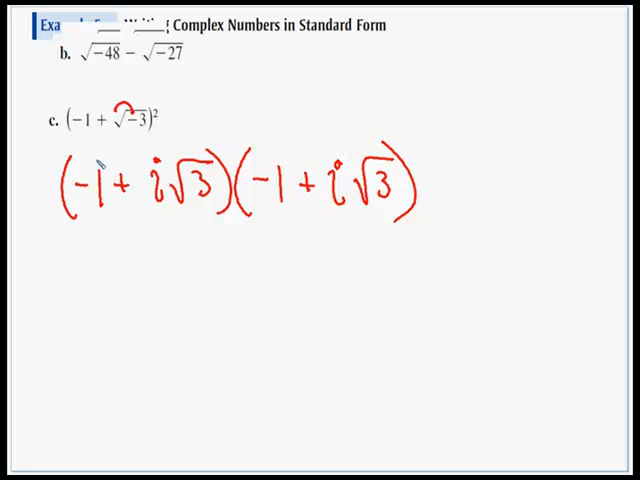 Complex Numbers in Standard Form
b. √−48 − √−27
c. (−1 + √−3)²
(−1 + i√3)(−1 + i√3)